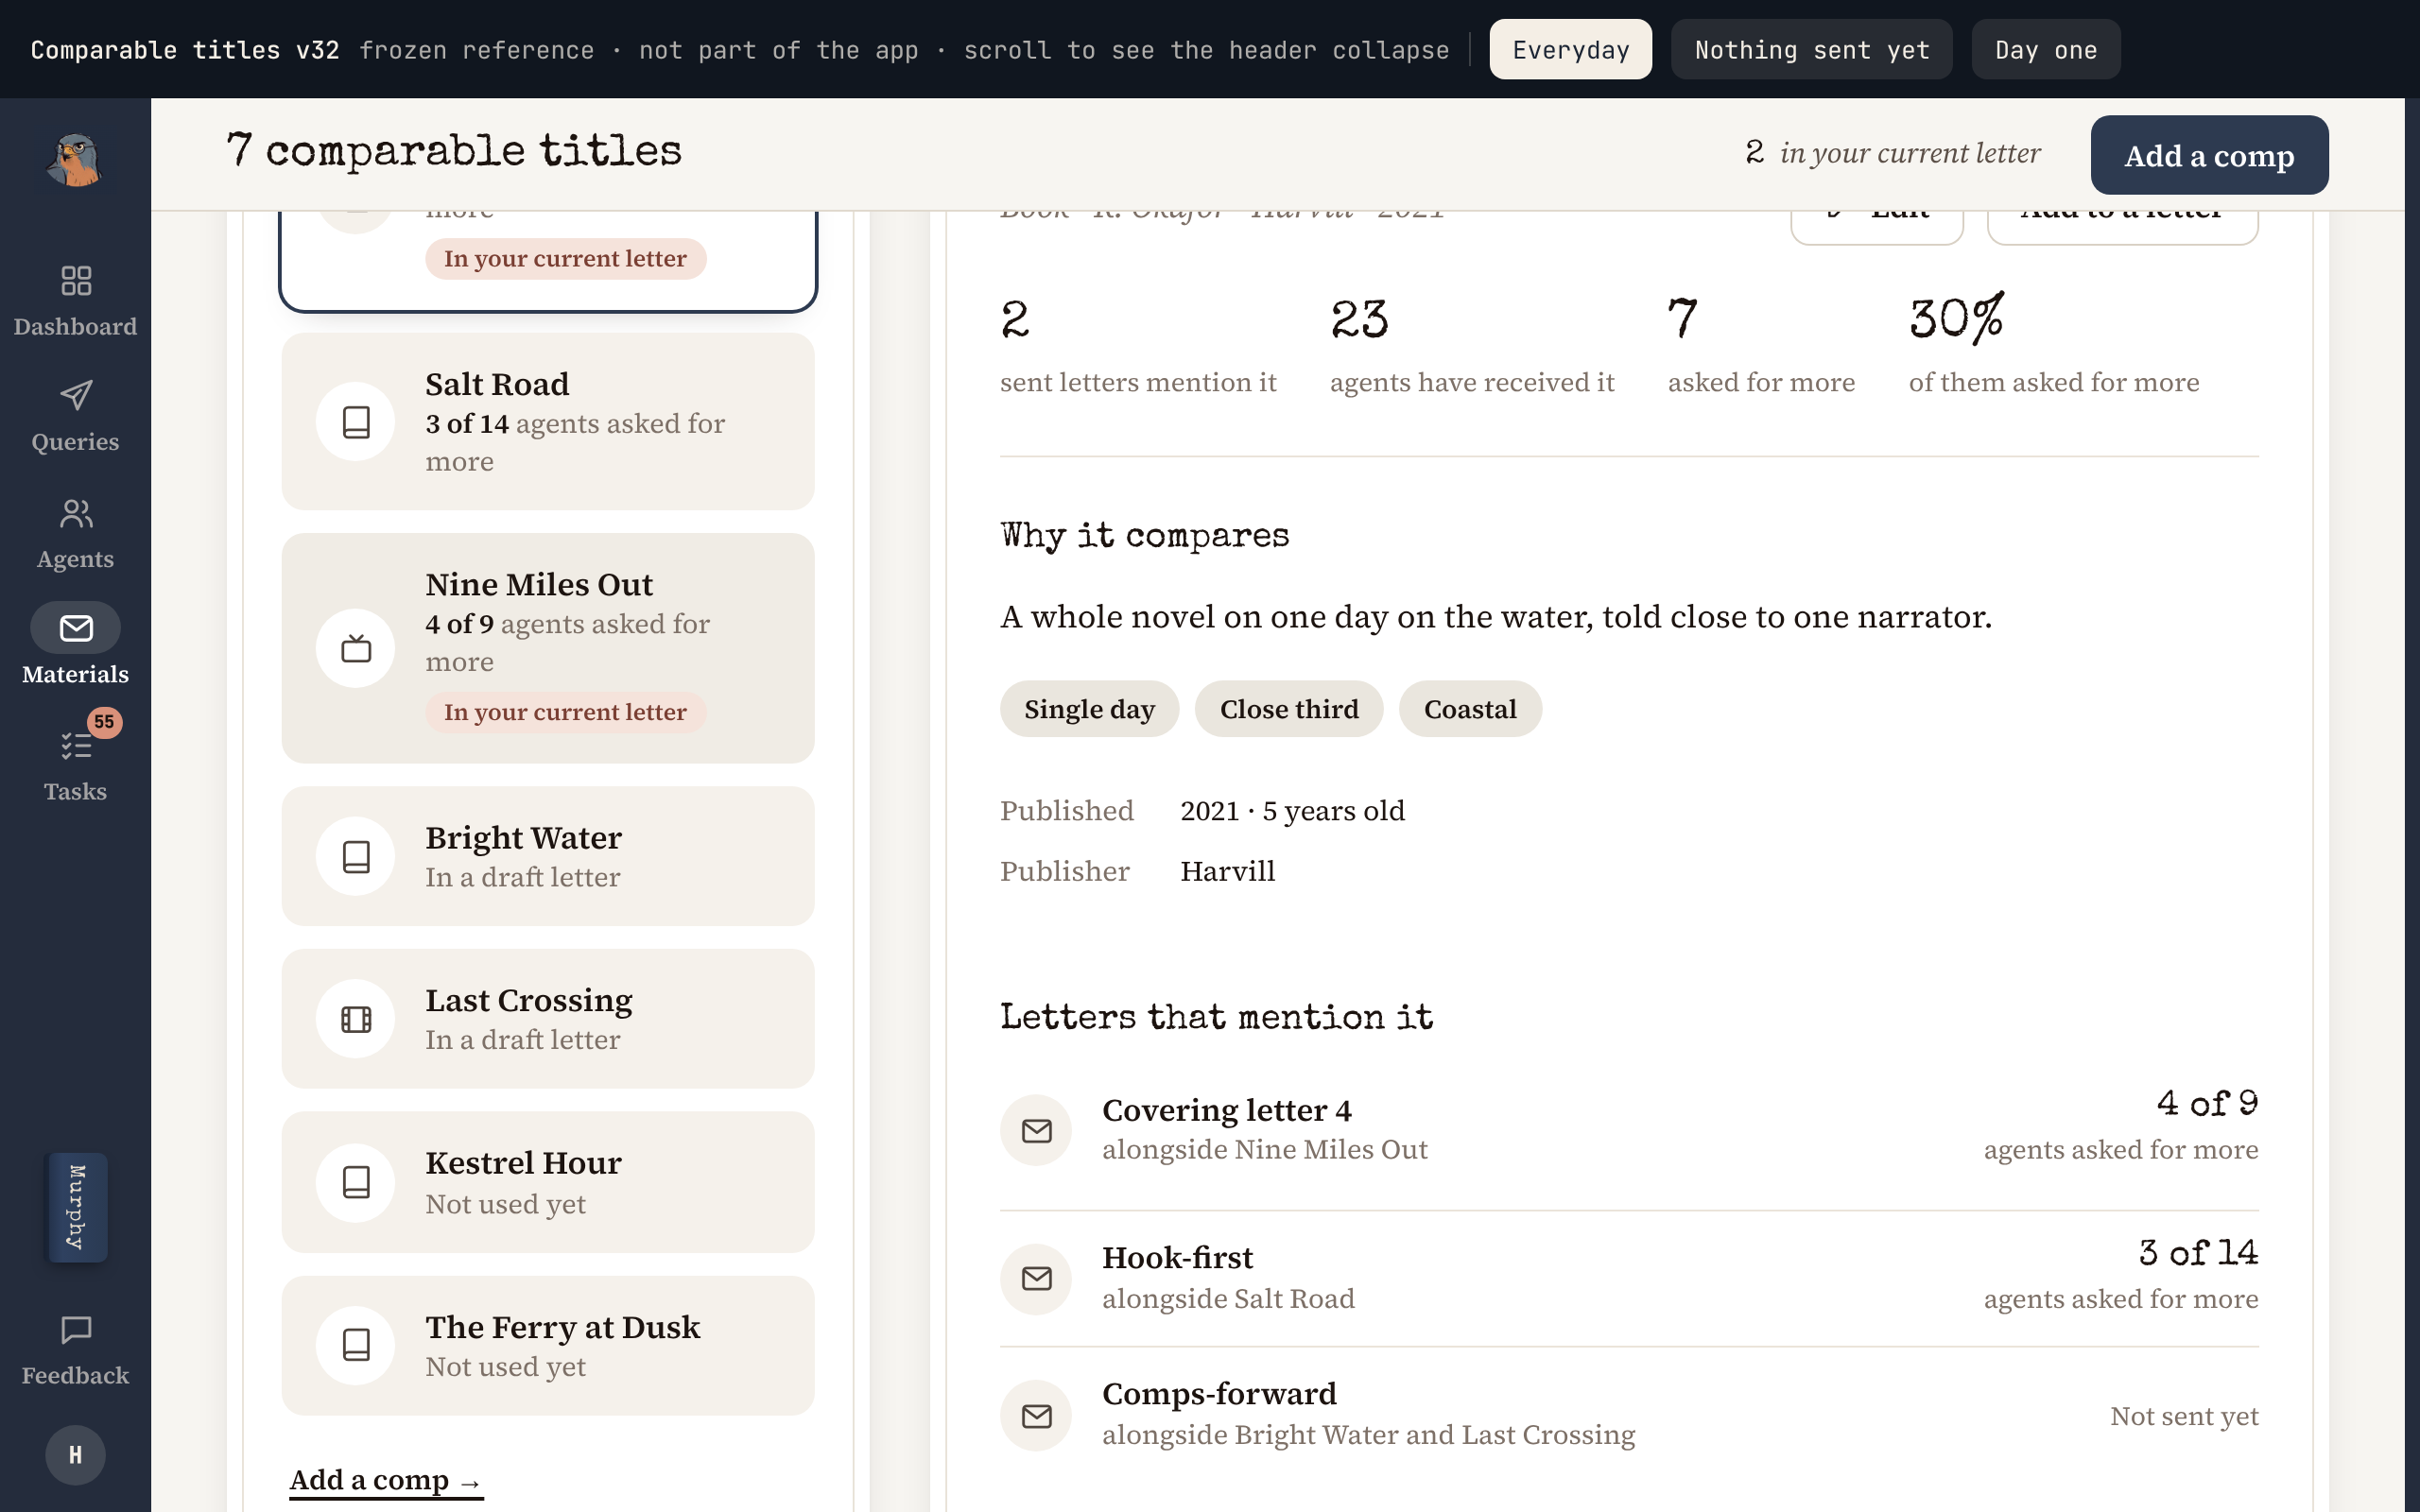 Comparable titles v32 frozen reference · not part of the app · scroll to see the header collapse
Everyday
Nothing sent yet
Day one
Dashboard
Queries
Agents
Materials
55
Tasks
Murphy
Feedback
H
7 comparable titles
2 in your current letter
Add a comp
more
In your current letter
Salt Road
3 of 14 agents asked for
more
Nine Miles Out
4 of 9 agents asked for
more
In your current letter
Bright Water
In a draft letter
Last Crossing
In a draft letter
Kestrel Hour
Not used yet
The Ferry at Dusk
Not used yet
Add a comp →
Book · R. Okafor · Harvill · 2021
Edit
Add to a letter
2
sent letters mention it
23
agents have received it
7
asked for more
30%
of them asked for more
Why it compares
A whole novel on one day on the water, told close to one narrator.
Single day
Close third
Coastal
Published 2021 · 5 years old
Publisher Harvill
Letters that mention it
Covering letter 4
alongside Nine Miles Out
4 of 9
agents asked for more
Hook-first
alongside Salt Road
3 of 14
agents asked for more
Comps-forward
alongside Bright Water and Last Crossing
Not sent yet